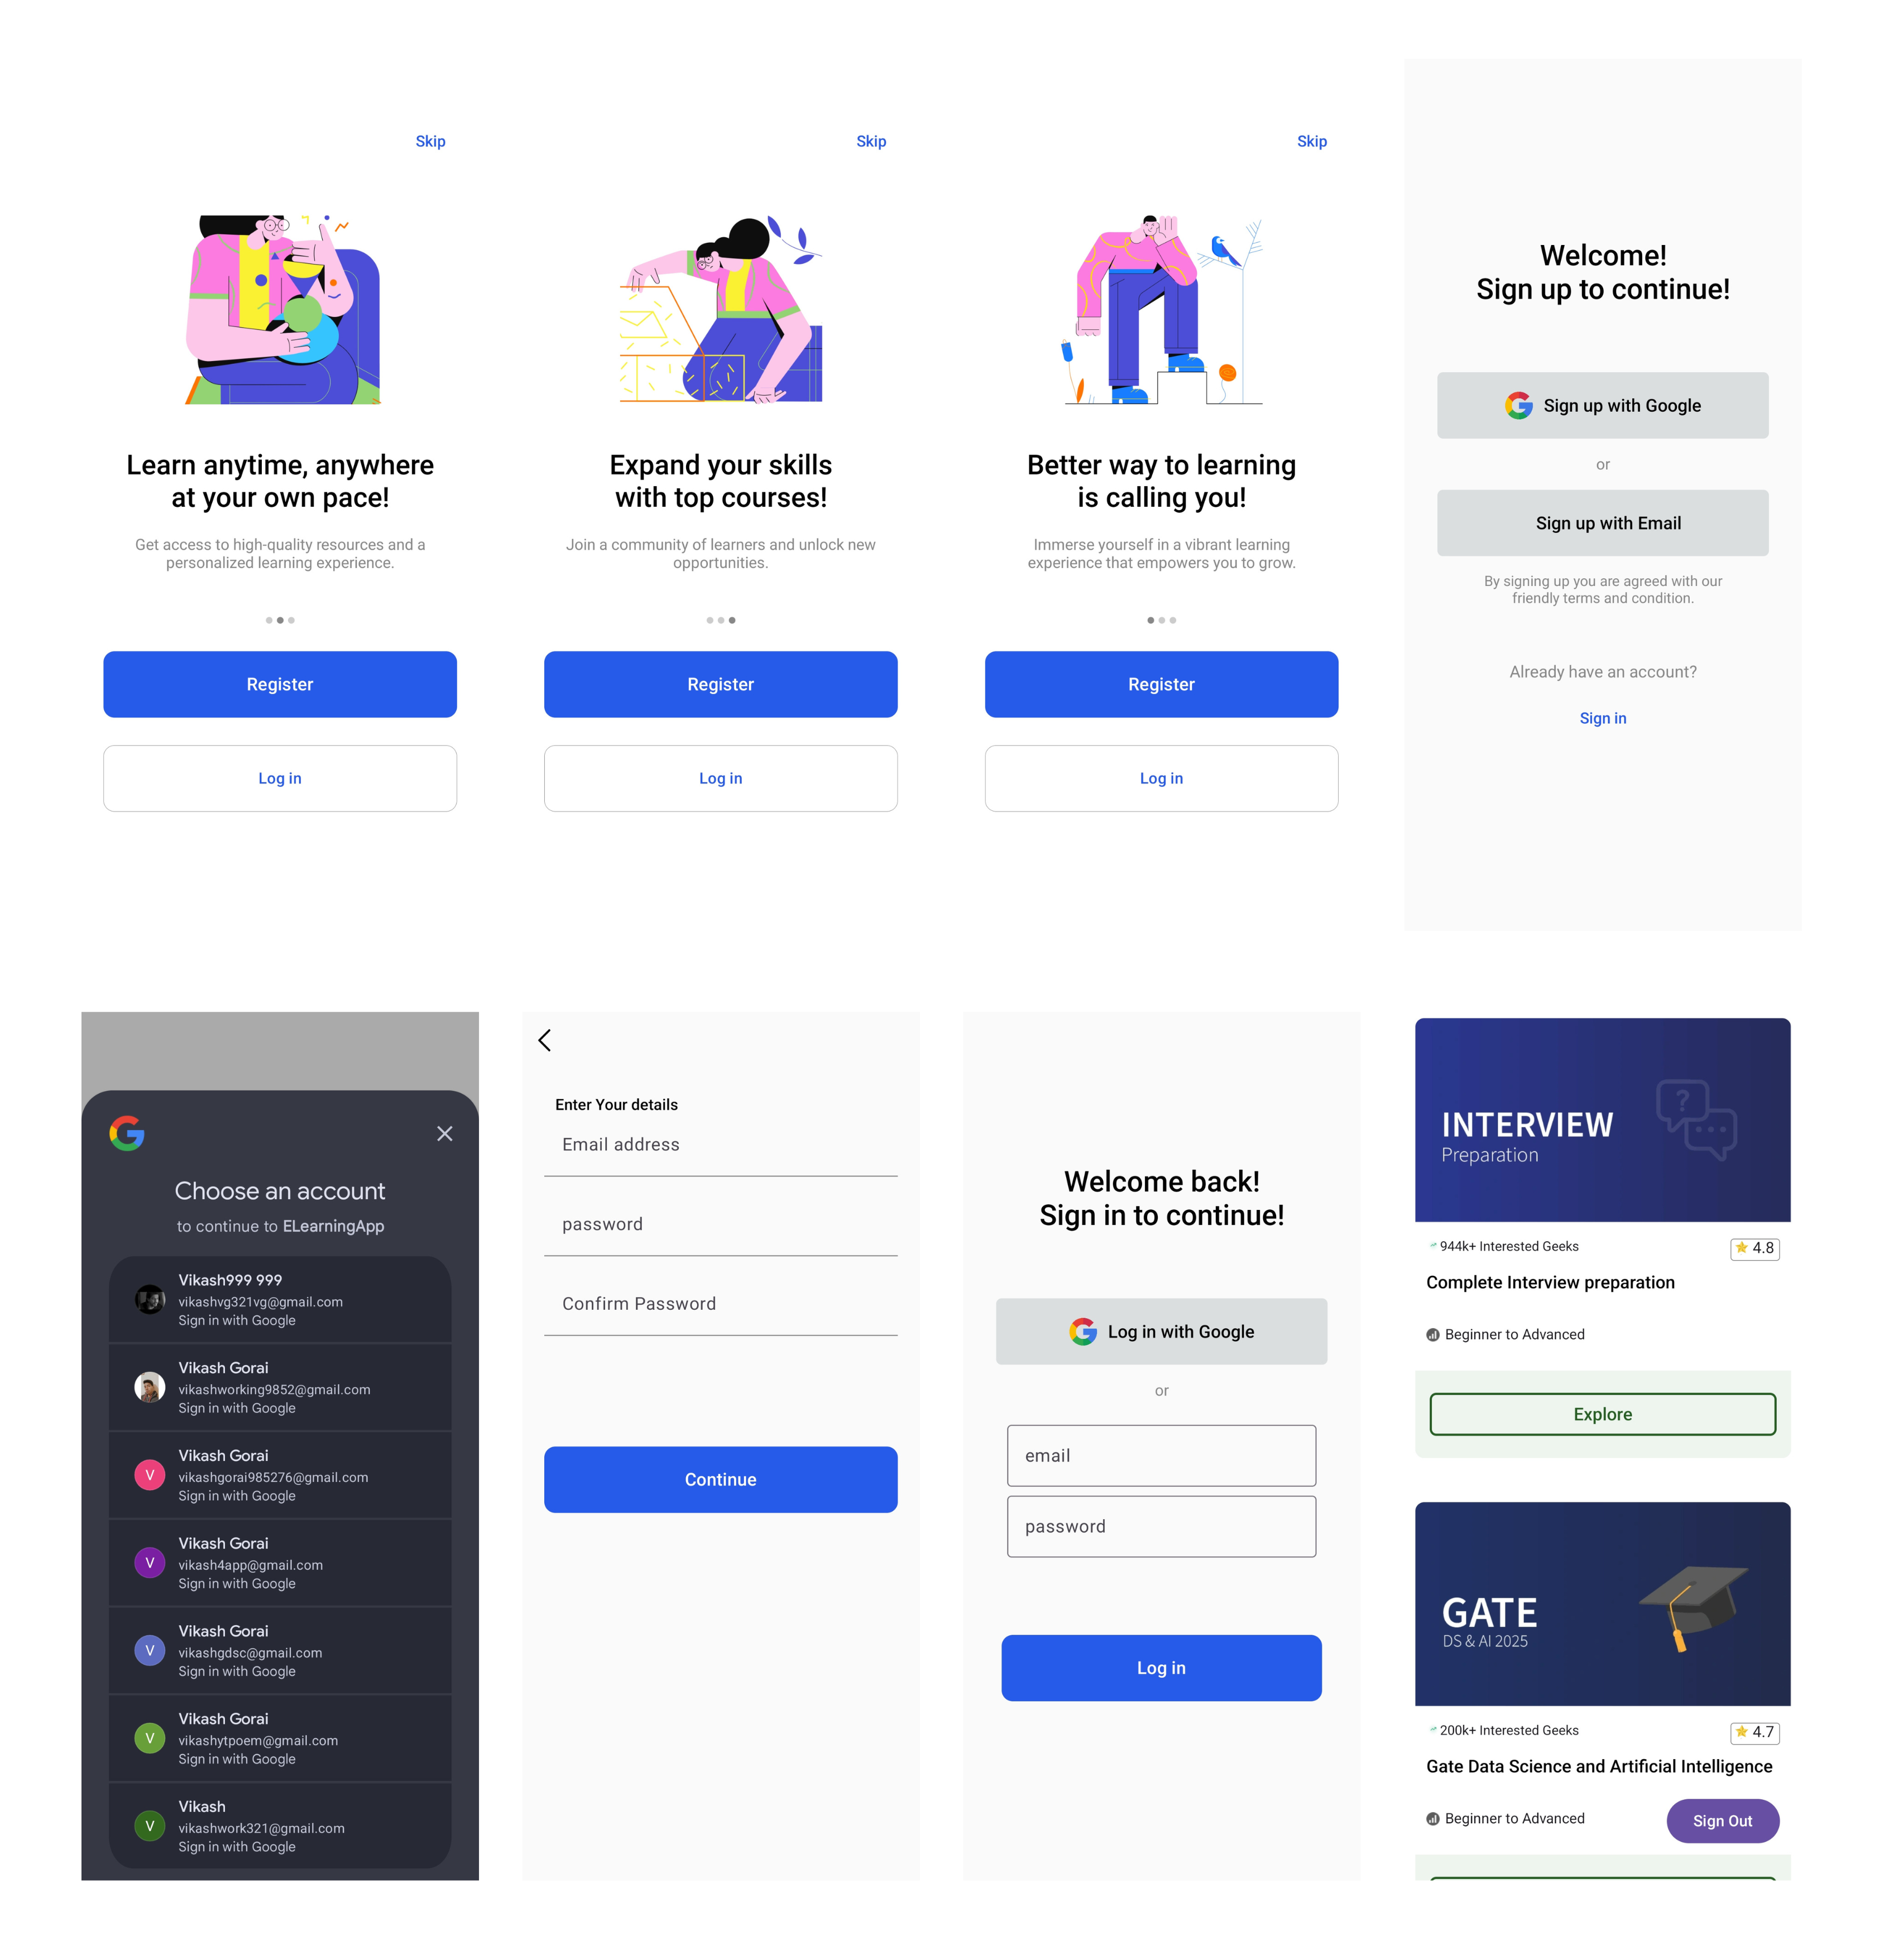 Skip
Learn anytime, anywhere
at your own pace!
Get access to high-quality resources and a
personalized learning experience.
Register
Log in
Skip
Expand your skills
with top courses!
Join a community of learners and unlock new
opportunities.
Register
Log in
Skip
Better way to learning
is calling you!
Immerse yourself in a vibrant learning
experience that empowers you to grow.
Register
Log in
Welcome!
Sign up to continue!
Sign up with Google
or
Sign up with Email
By signing up you are agreed with our
friendly terms and condition.
Already have an account?
Sign in
Choose an account
to continue to ELearningApp
Vikash999 999
vikashvg321vg@gmail.com
Sign in with Google
Vikash Gorai
vikashworking9852@gmail.com
Sign in with Google
V
Vikash Gorai
vikashgorai985276@gmail.com
Sign in with Google
V
Vikash Gorai
vikash4app@gmail.com
Sign in with Google
V
Vikash Gorai
vikashgdsc@gmail.com
Sign in with Google
V
Vikash Gorai
vikashytpoem@gmail.com
Sign in with Google
V
Vikash
vikashwork321@gmail.com
Sign in with Google
Enter Your details
Email address
password
Confirm Password
Continue
Welcome back!
Sign in to continue!
Log in with Google
or
email
password
Log in
INTERVIEW
Preparation
?
944k+ Interested Geeks
4.8
Complete Interview preparation
Beginner to Advanced
Explore
GATE
DS & AI 2025
200k+ Interested Geeks
4.7
Gate Data Science and Artificial Intelligence
Beginner to Advanced
Sign Out